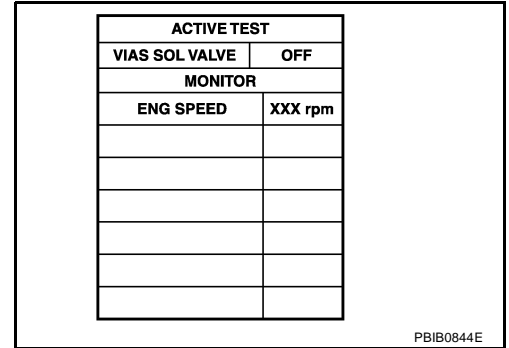 ACTIVE TEST
VIAS SOL VALVE OFF
MONITOR
ENG SPEED XXX rpm
PBIB0844E